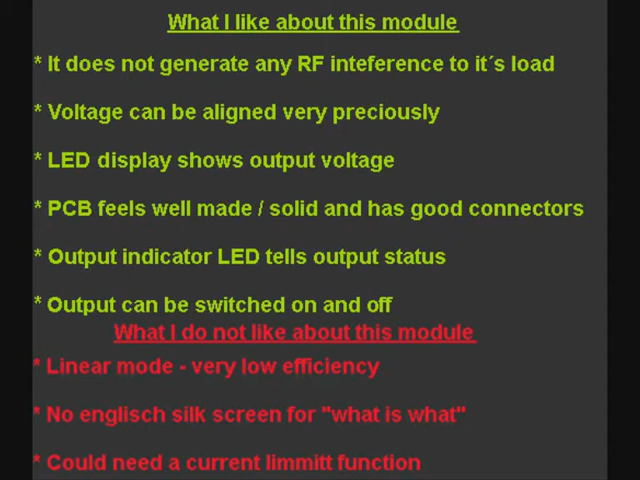 What I like about this module
* It does not generate any RF inteference to it´s load
* Voltage can be aligned very preciously
* LED display shows output voltage
* PCB feels well made / solid and has good connectors
* Output indicator LED tells output status
* Output can be switched on and off
What I do not like about this module
* Linear mode - very low efficiency
* No englisch silk screen for "what is what"
* Could need a current limmitt function